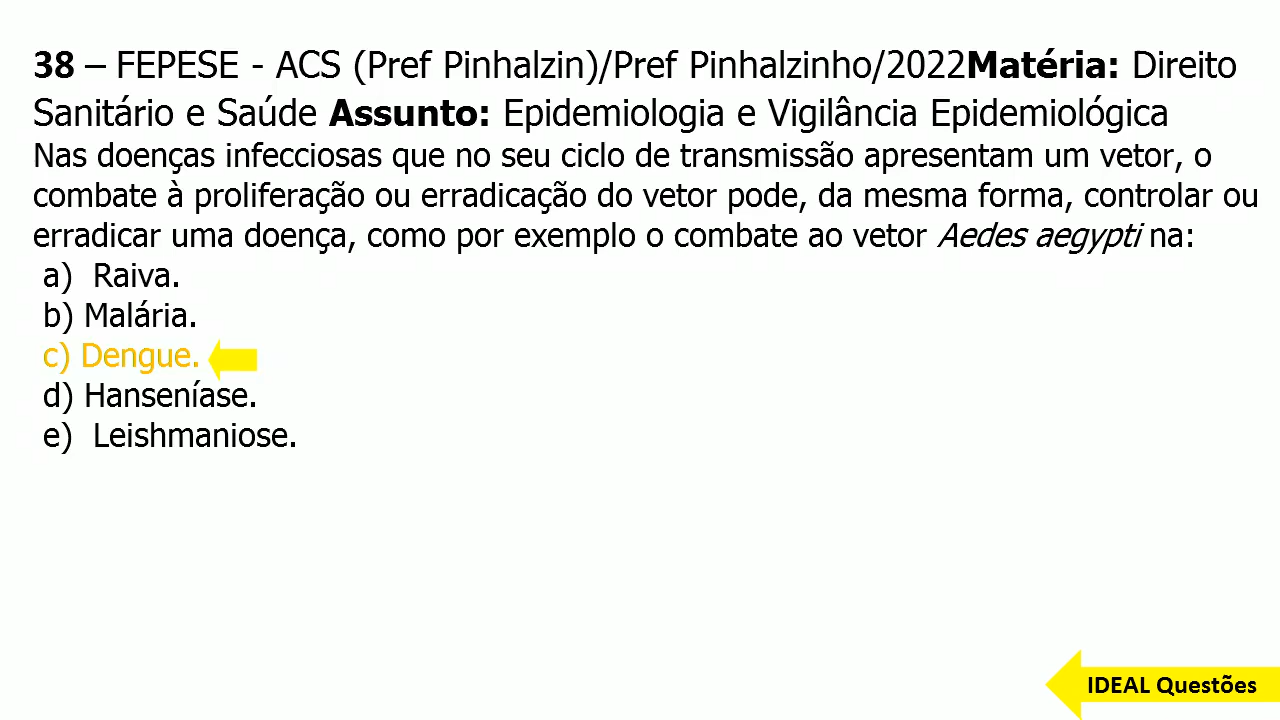 38 – FEPESE - ACS (Pref Pinhalzin)/Pref Pinhalzinho/2022Matéria: Direito
Sanitário e Saúde Assunto: Epidemiologia e Vigilância Epidemiológica
Nas doenças infecciosas que no seu ciclo de transmissão apresentam um vetor, o
combate à proliferação ou erradicação do vetor pode, da mesma forma, controlar ou
erradicar uma doença, como por exemplo o combate ao vetor Aedes aegypti na:
a) Raiva.
b) Malária.
c) Dengue.
d) Hanseníase.
e) Leishmaniose.
IDEAL Questões